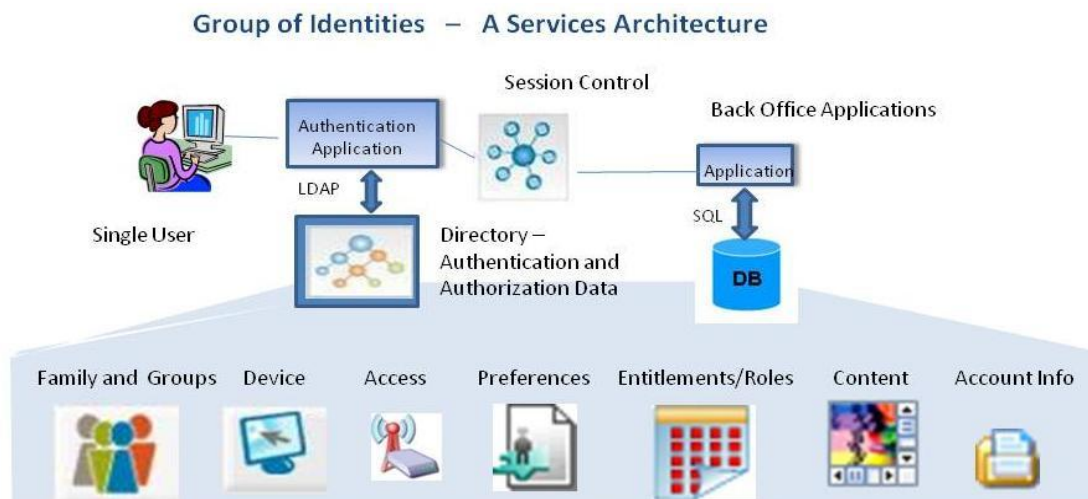 Group of Identities – A Services Architecture
Session Control
Back Office Applications
Authentication
Application
Application
LDAP
SQL
Single User
Directory –
Authentication and
Authorization Data
DB
Family and Groups
Device
Access
Preferences
Entitlements/Roles
Content
Account Info